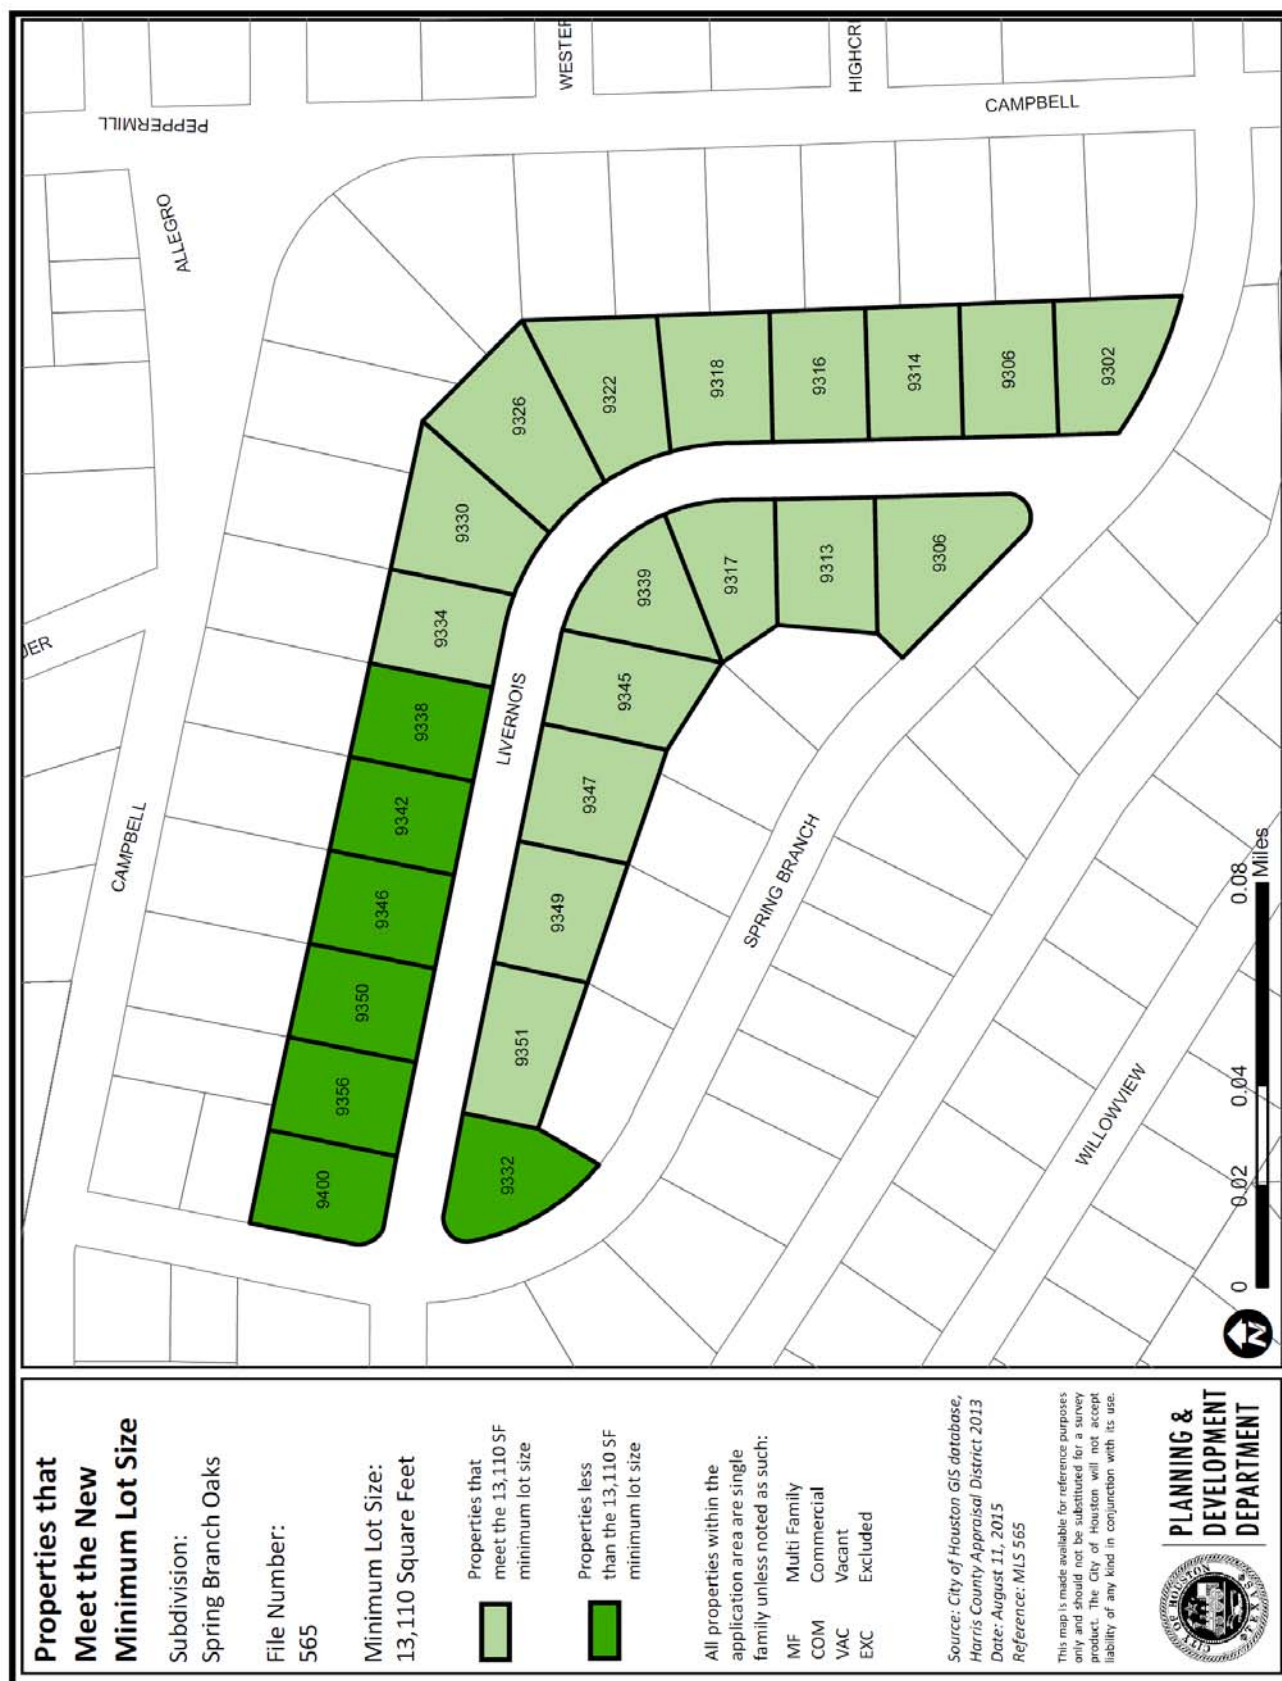 Properties that
Meet the New
Minimum Lot Size
Subdivision:
Spring Branch Oaks
File Number:
565
Minimum Lot Size:
13,110 Square Feet
Properties that
meet the 13,110 SF
minimum lot size
Properties less
than the 13,110 SF
minimum lot size
All properties within the
application area are single
family unless noted as such:
MF Multi Family
COM Commercial
VAC Vacant
EXC Excluded
Source: City of Houston GIS database,
Harris County Appraisal District 2013
Date: August 11, 2015
Reference: MLS 565
This map is made available for reference purposes
only and should not be substituted for a survey
product. The City of Houston will not accept
liability of any kind in conjunction with its use.
CITY OF HOUSTON
TEXAS
PLANNING &
DEVELOPMENT
DEPARTMENT
CAMPBELL
UER
ALLEGRO
PEPPERMILL
9400
9356
9350
9346
9342
9338
9334
9330
9326
9322
9318
9316
9314
9306
9302
WESTER
HIGHCR
CAMPBELL
LIVERNOIS
9332
9351
9349
9347
9345
9339
9317
9313
9306
SPRING BRANCH
WILLOWVIEW
N
0 0.02 0.04 0.08
Miles